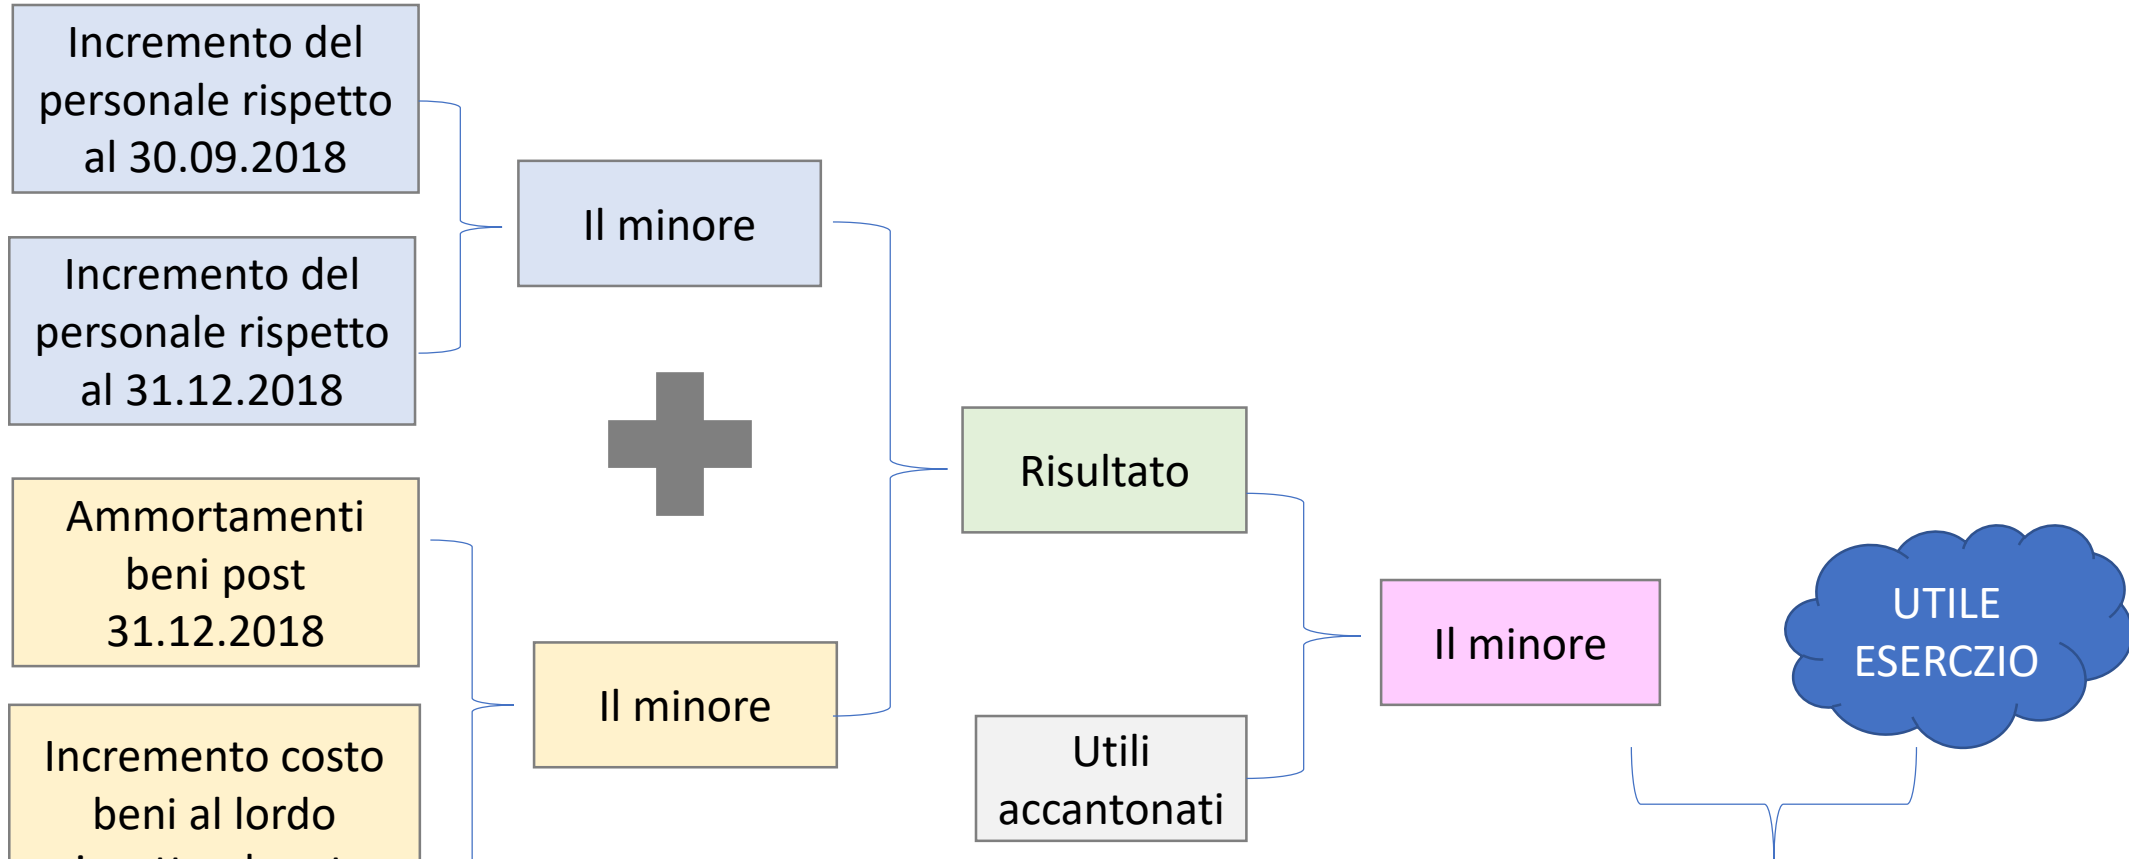 Incremento del
personale rispetto
al 30.09.2018
Il minore
Incremento del
personale rispetto
al 31.12.2018
Risultato
Ammortamenti
beni post
31.12.2018
Il minore
UTILE
ESERCZIO
Il minore
Utili
accantonati
Incremento costo
beni al lordo